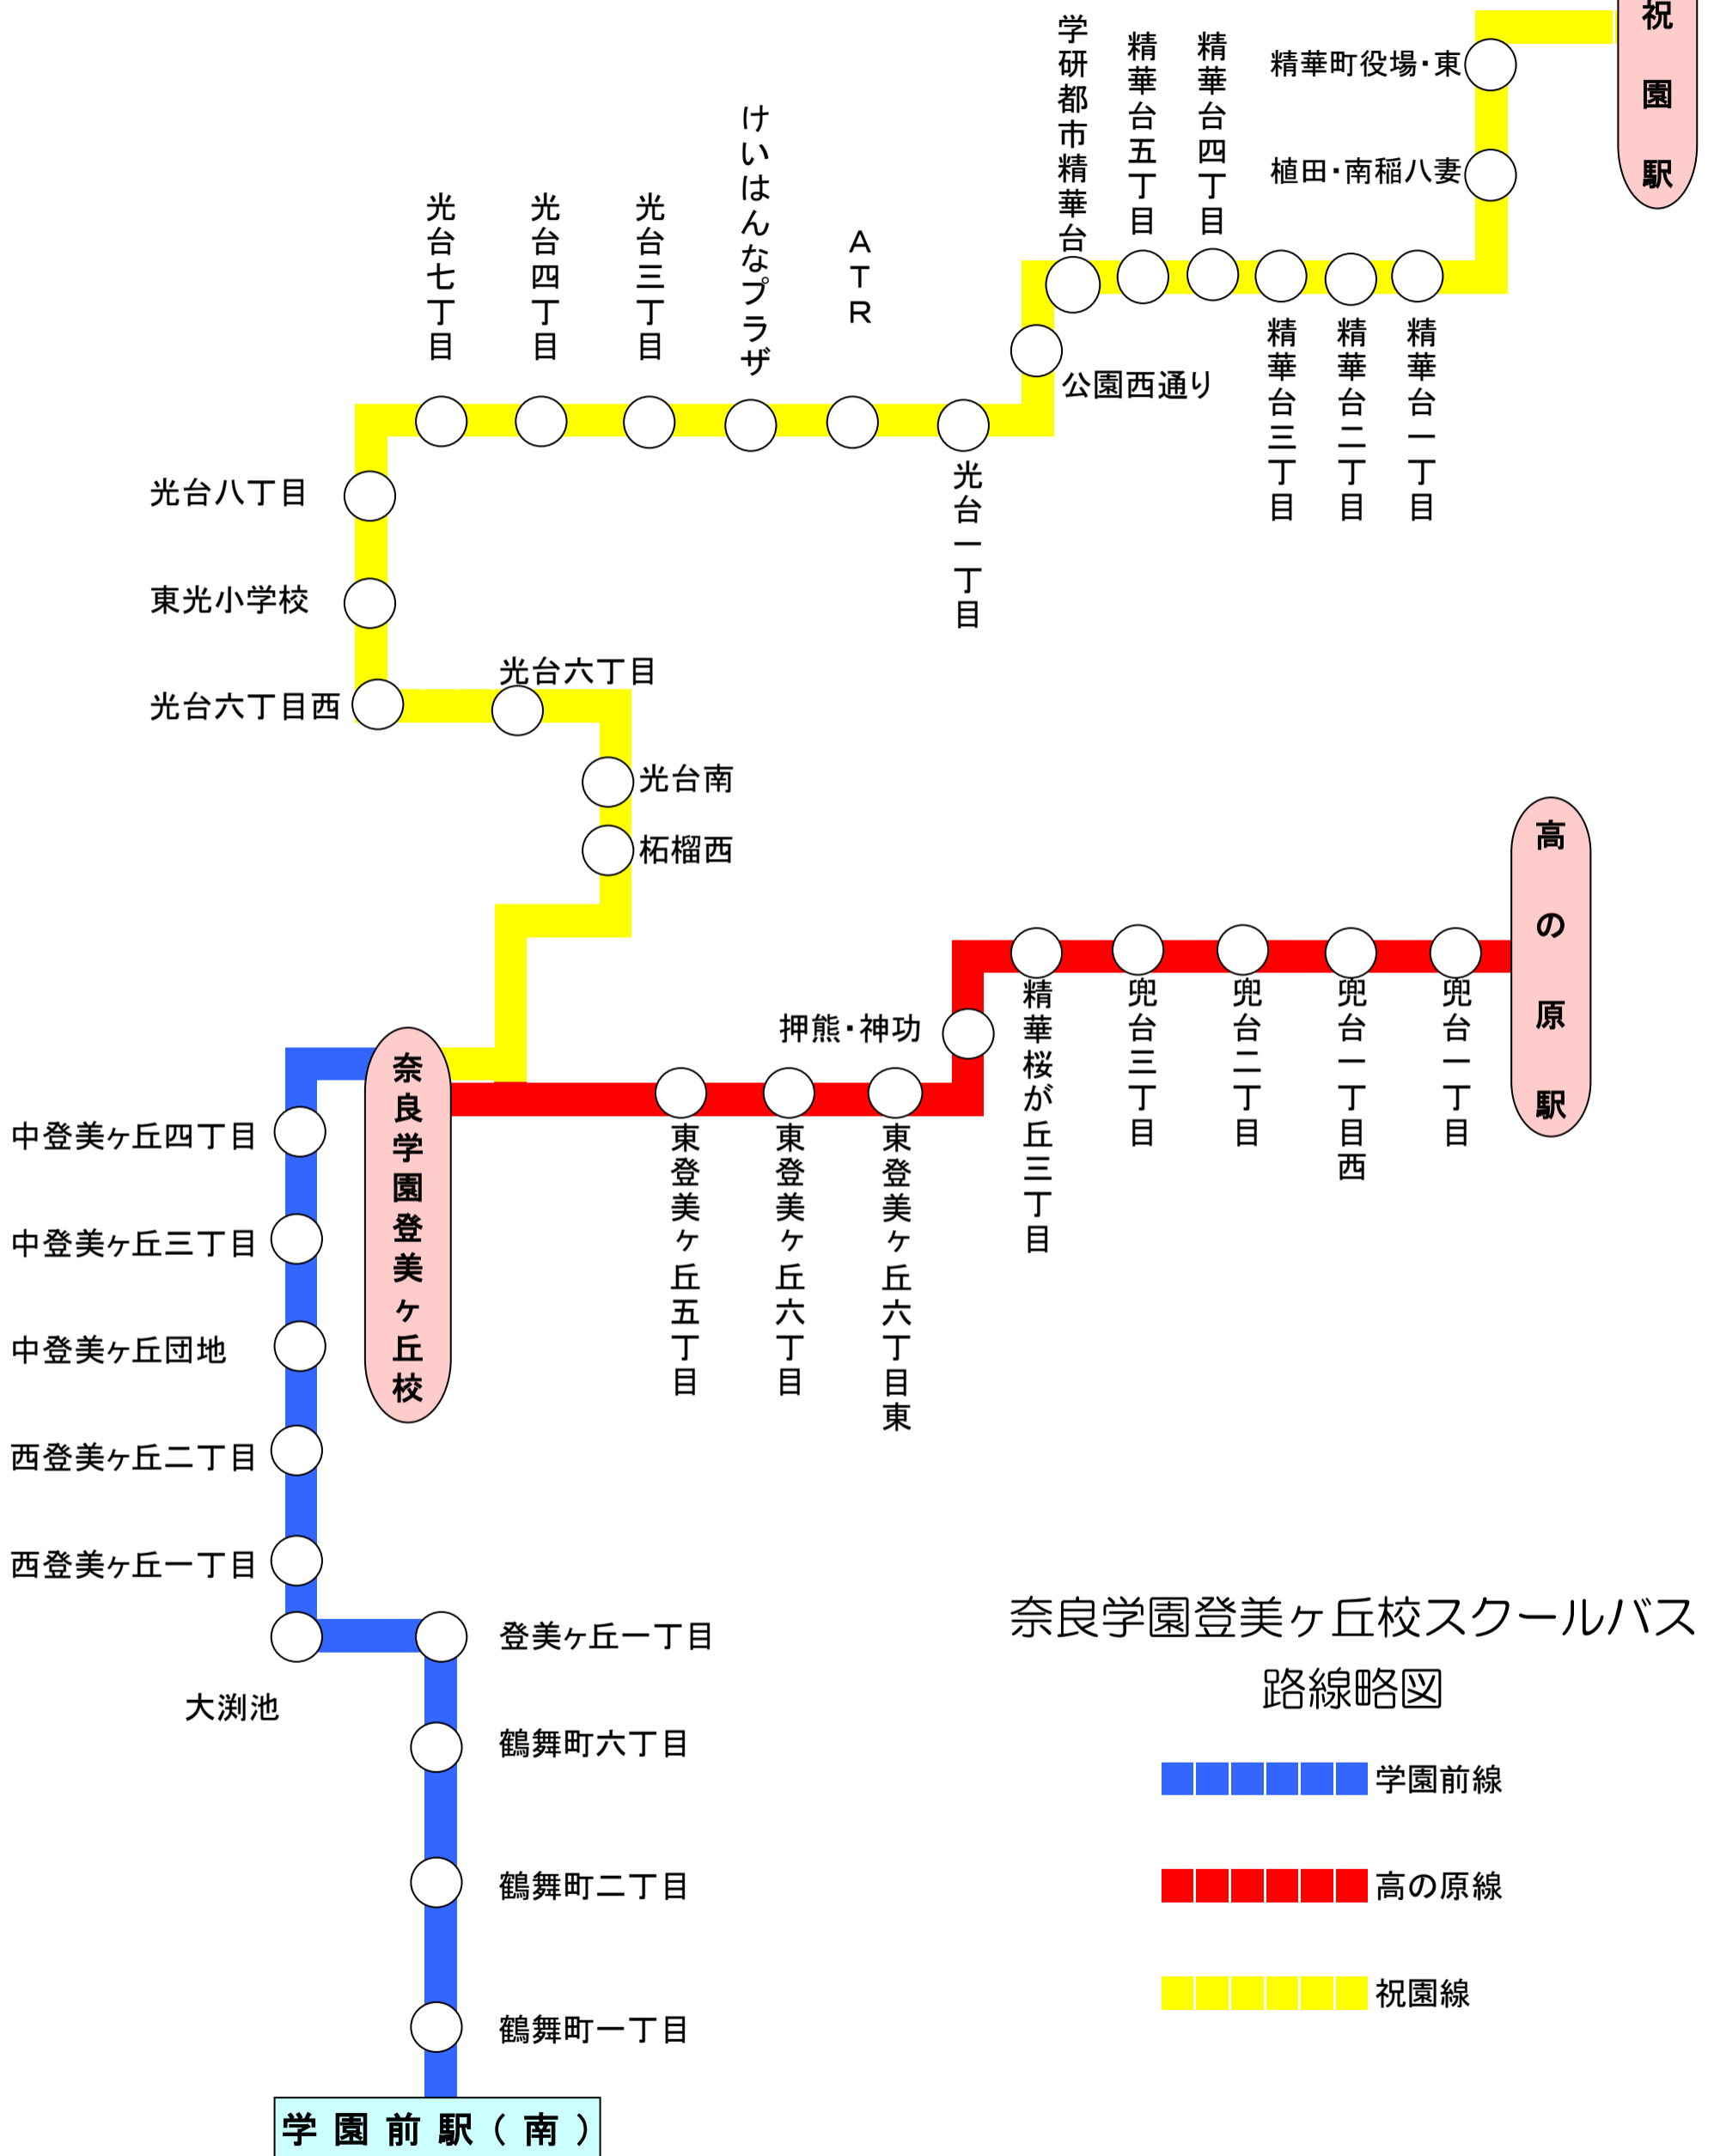 祝園駅
精華町役場・東
植田・南稲八妻
精華台一丁目
精華台二丁目
精華台三丁目
精華台四丁目
精華台五丁目
学研都市精華台
公園西通り
光台一丁目
ATR
けいはんなプラザ
光台三丁目
光台四丁目
光台七丁目
光台八丁目
東光小学校
光台六丁目西
光台六丁目
光台南
柘榴西
高の原駅
兜台一丁目
兜台一丁目西
兜台二丁目
兜台三丁目
精華桜が丘三丁目
押熊・神功
東登美ヶ丘六丁目東
東登美ヶ丘六丁目
東登美ヶ丘五丁目
奈良学園登美ヶ丘校
中登美ヶ丘四丁目
中登美ヶ丘三丁目
中登美ヶ丘団地
西登美ヶ丘二丁目
西登美ヶ丘一丁目
大渕池
登美ヶ丘一丁目
鶴舞町六丁目
鶴舞町二丁目
鶴舞町一丁目
学園前駅(南)
奈良学園登美ヶ丘校スクールバス
路線略図
学園前線
高の原線
祝園線